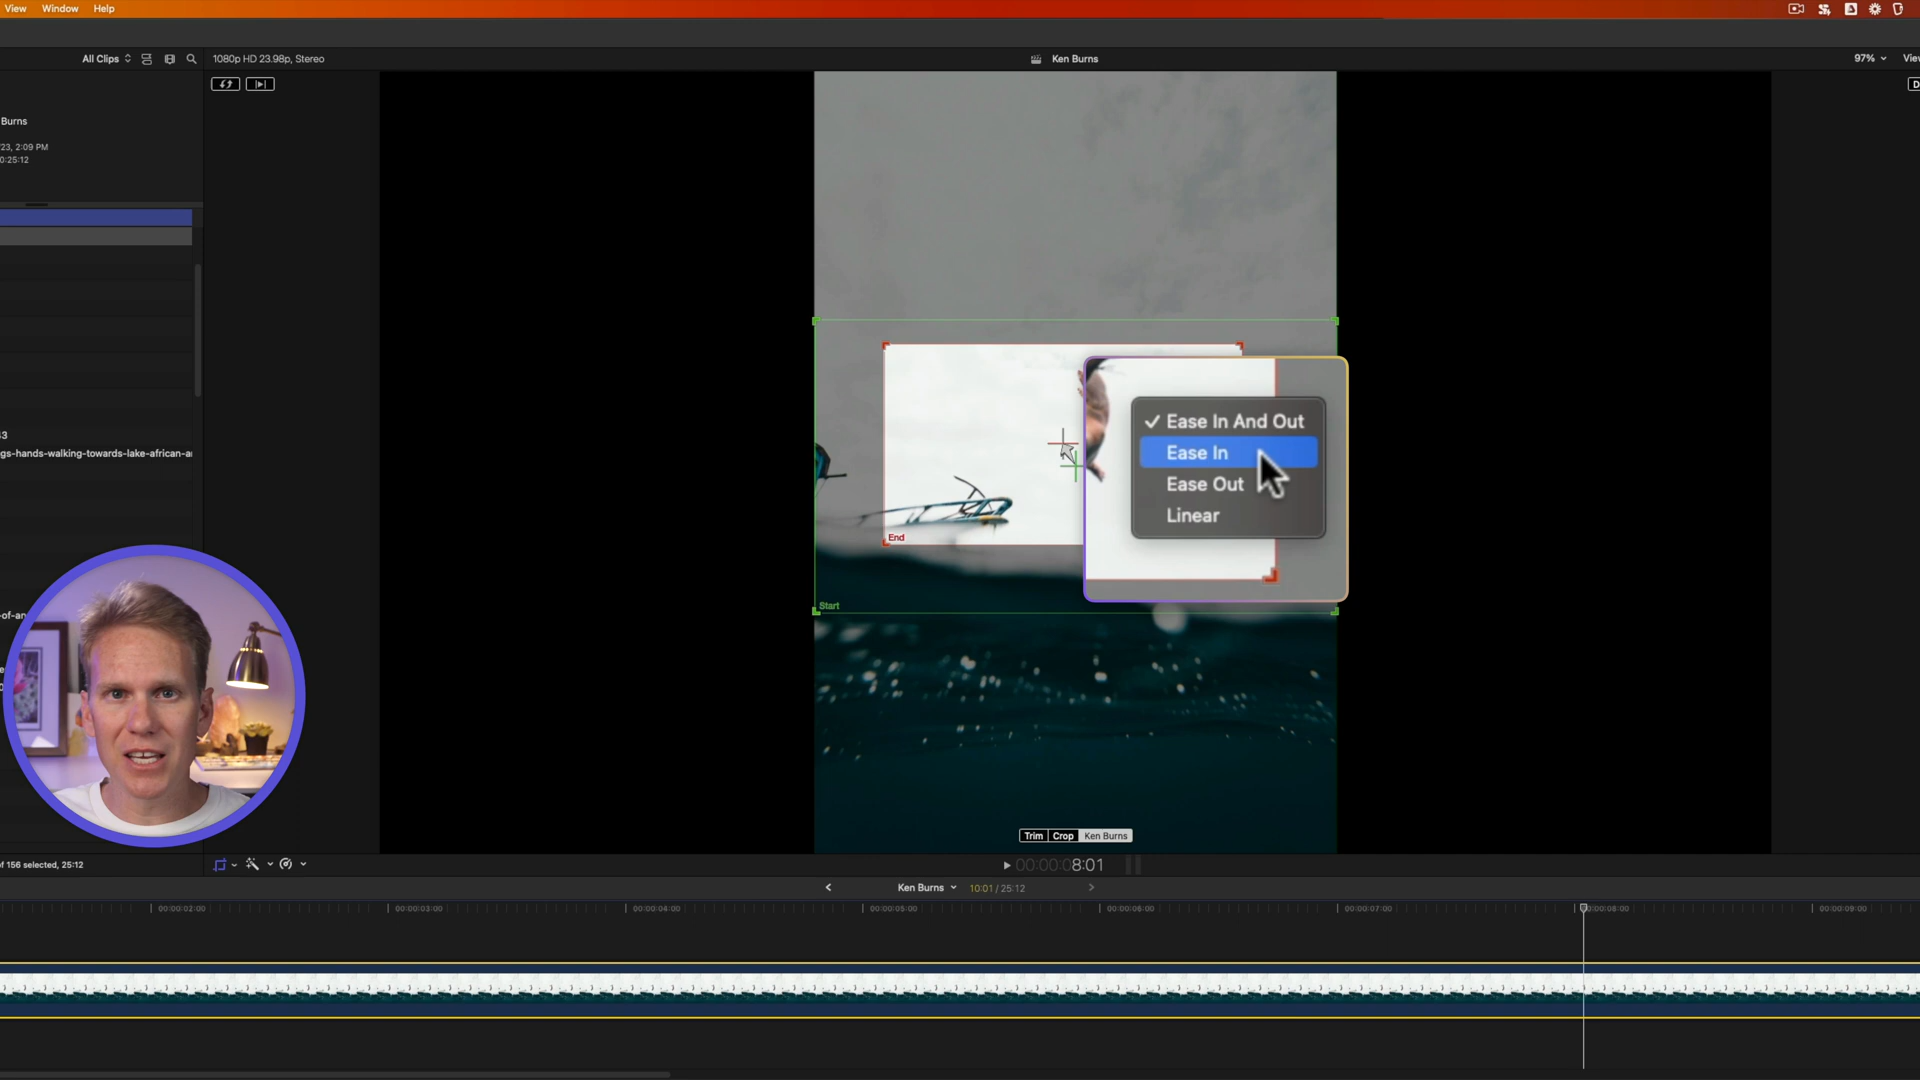 View Window Help
All Clips
1080p HD 23.98p, Stereo
Ken Burns
97%
Burns
23, 2:09 PM
0:25:12
Ease In And Out
Ease In
Ease Out
Linear
End
Start
Trim Crop Ken Burns
gs-hands-walking-towards-lake-african-a
of 156 selected, 25:12
00:00:08:01
Ken Burns 10:01 / 25:12
00:00:02:00 00:00:03:00 00:00:04:00 00:00:05:00 00:00:06:00 00:00:07:00 00:00:08:00 00:00:09:00